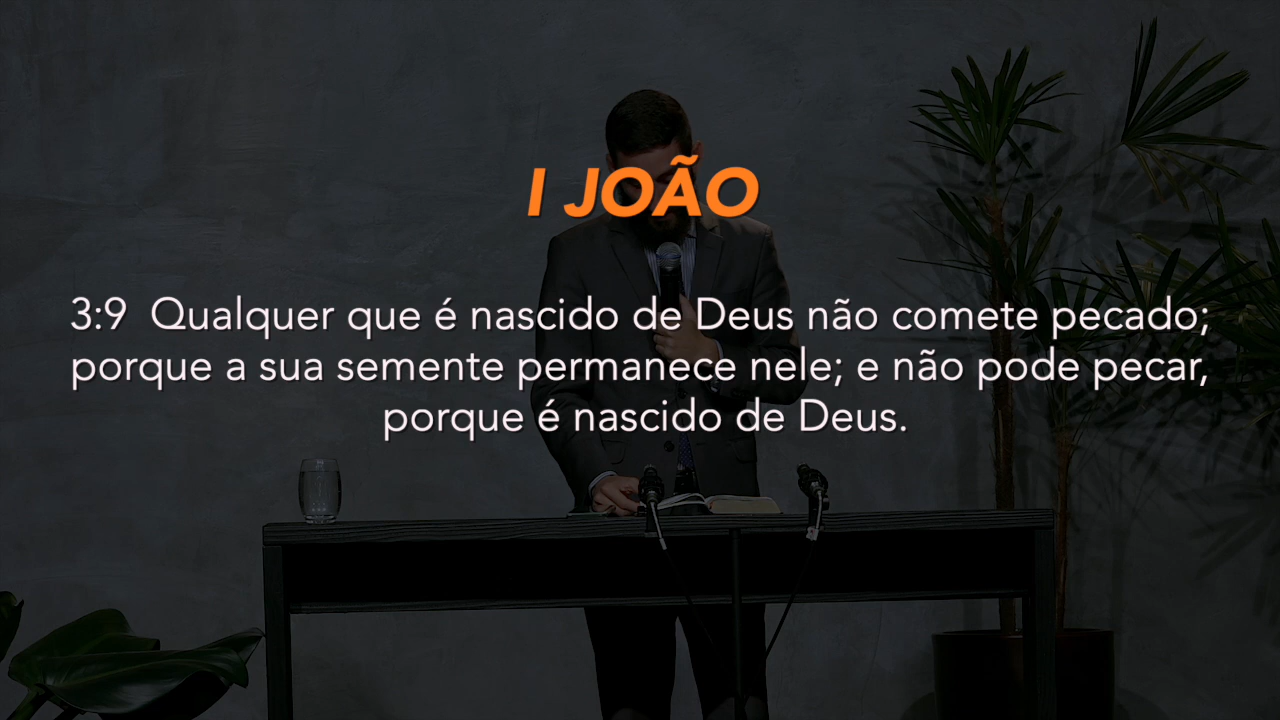 I JOÃO
3:9 Qualquer que é nascido de Deus não comete pecado;
porque a sua semente permanece nele; e não pode pecar,
porque é nascido de Deus.